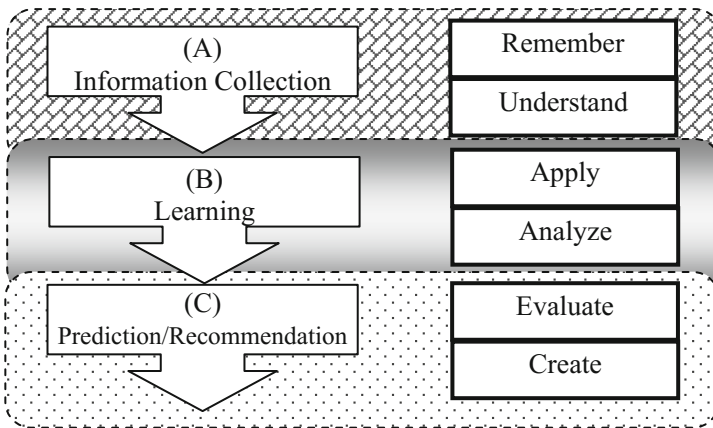 (A)
Information Collection
Remember
Understand
(B)
Learning
Apply
Analyze
(C)
Prediction/Recommendation
Evaluate
Create